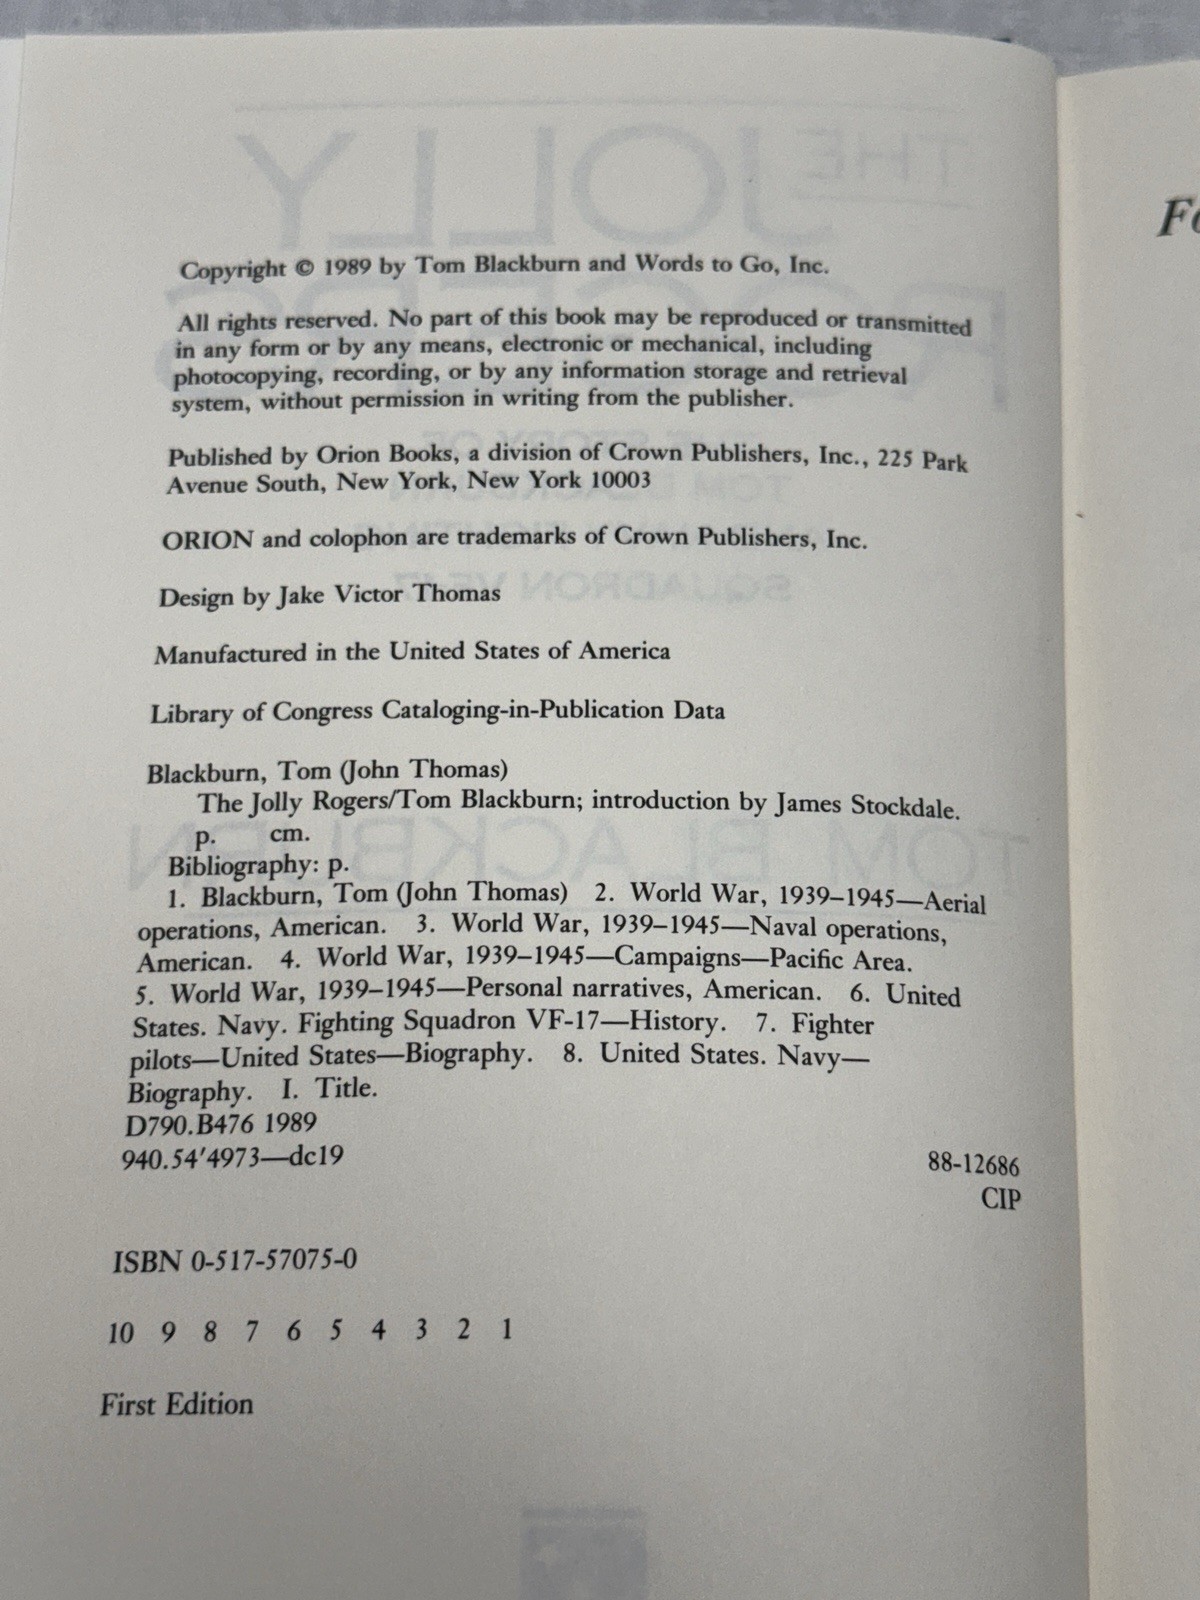 Copyright © 1989 by Tom Blackburn and Words to Go, Inc.
All rights reserved. No part of this book may be reproduced or transmitted
in any form or by any means, electronic or mechanical, including
photocopying, recording, or by any information storage and retrieval
system, without permission in writing from the publisher.
Published by Orion Books, a division of Crown Publishers, Inc., 225 Park
Avenue South, New York, New York 10003
ORION and colophon are trademarks of Crown Publishers, Inc.
Design by Jake Victor Thomas
Manufactured in the United States of America
Library of Congress Cataloging-in-Publication Data
Blackburn, Tom (John Thomas)
The Jolly Rogers/Tom Blackburn; introduction by James Stockdale.
p. cm.
Bibliography: p.
1. Blackburn, Tom (John Thomas) 2. World War, 1939–1945—Aerial
operations, American. 3. World War, 1939–1945—Naval operations,
American. 4. World War, 1939–1945—Campaigns—Pacific Area.
5. World War, 1939–1945—Personal narratives, American. 6. United
States. Navy. Fighting Squadron VF-17—History. 7. Fighter
pilots—United States—Biography. 8. United States. Navy—
Biography. I. Title.
D790.B476 1989
940.54'4973—dc19
88-12686
CIP
ISBN 0-517-57075-0
10 9 8 7 6 5 4 3 2 1
First Edition